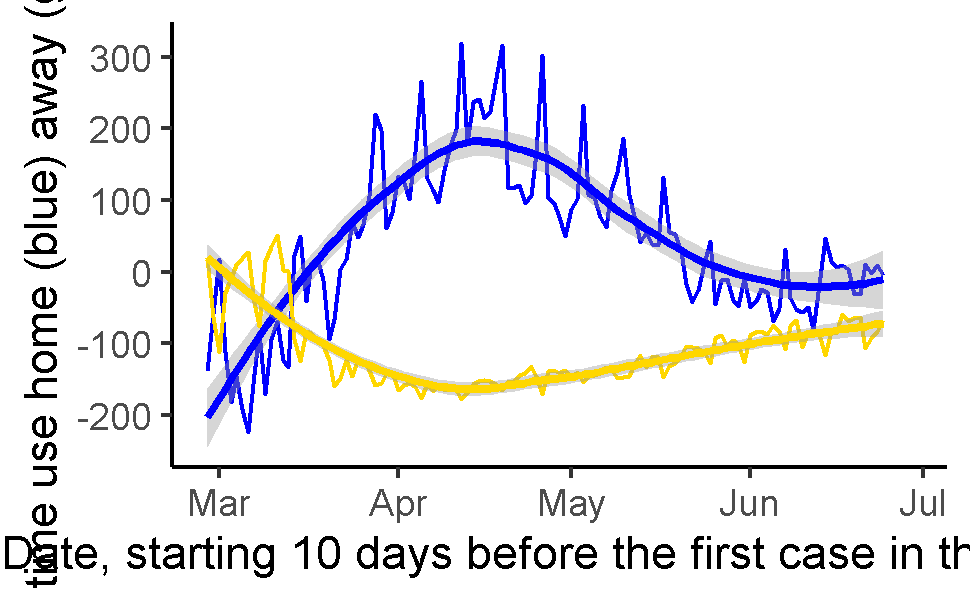 time use home (blue) away (
300
200
100
0
-100
-200
Mar Apr May Jun Jul
Date, starting 10 days before the first case in th